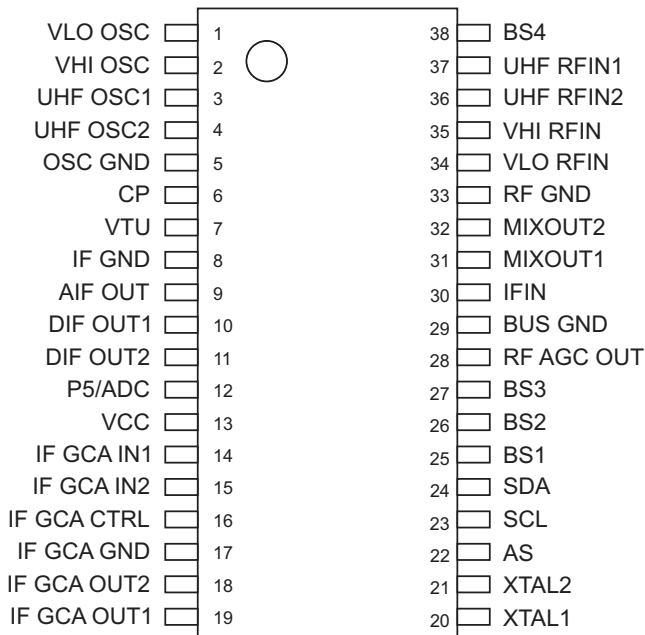 VLO OSC 1 38 BS4
VHI OSC 2 37 UHF RFIN1
UHF OSC1 3 36 UHF RFIN2
UHF OSC2 4 35 VHI RFIN
OSC GND 5 34 VLO RFIN
CP 6 33 RF GND
VTU 7 32 MIXOUT2
IF GND 8 31 MIXOUT1
AIF OUT 9 30 IFIN
DIF OUT1 10 29 BUS GND
DIF OUT2 11 28 RF AGC OUT
P5/ADC 12 27 BS3
VCC 13 26 BS2
IF GCA IN1 14 25 BS1
IF GCA IN2 15 24 SDA
IF GCA CTRL 16 23 SCL
IF GCA GND 17 22 AS
IF GCA OUT2 18 21 XTAL2
IF GCA OUT1 19 20 XTAL1